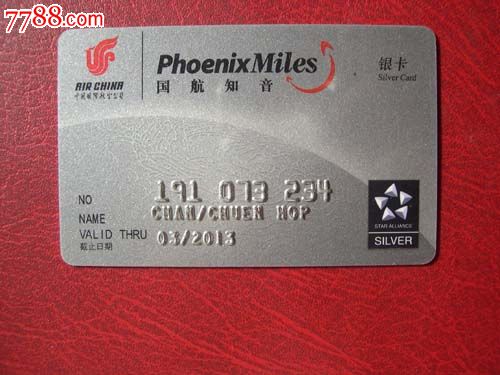 7788.com
AIR CHINA
中国国际航空公司
PhoenixMiles
国航知音
银卡
Silver Card
NO 191 073 234
NAME CHAN/CHUEN HOP
VALID THRU 03/2013
截止日期
STAR ALLIANCE
SILVER